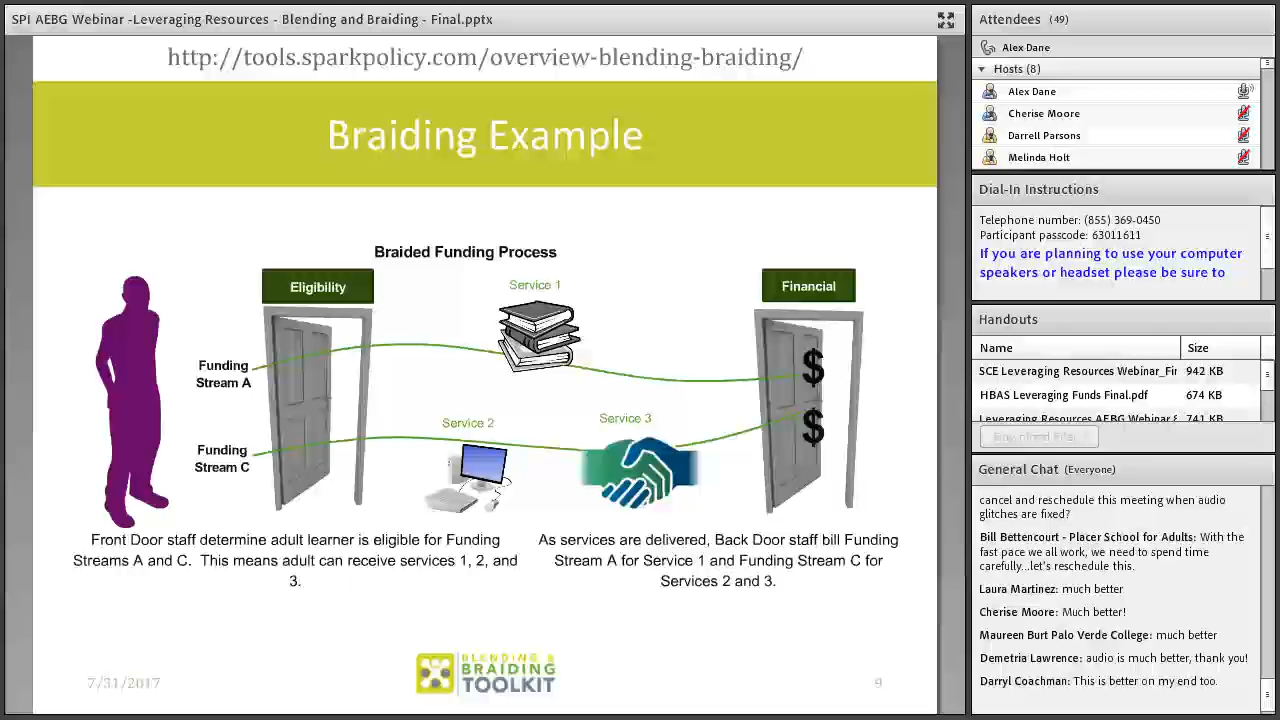 SPI AEBG Webinar -Leveraging Resources - Blending and Braiding - Final.pptx
http://tools.sparkpolicy.com/overview-blending-braiding/
Braiding Example
Braided Funding Process
Eligibility
Service 1
Financial
Funding
Stream A
$
Service 2
Service 3
$
Funding
Stream C
Front Door staff determine adult learner is eligible for Funding
Streams A and C. This means adult can receive services 1, 2, and
3.
As services are delivered, Back Door staff bill Funding
Stream A for Service 1 and Funding Stream C for
Services 2 and 3.
7/31/2017
BLENDING &
BRAIDING
TOOLKIT
9
Attendees (49)
Alex Dane
Hosts (8)
Alex Dane
Cherise Moore
Darrell Parsons
Melinda Holt
Dial-In Instructions
Telephone number: (855) 369-0450
Participant passcode: 63011611
If you are planning to use your computer
speakers or headset please be sure to
Handouts
Name Size
SCE Leveraging Resources Webinar_Fir 942 KB
HBAS Leveraging Funds Final.pdf 674 KB
Leveraging Resources AEBG Webinar 741 KB
Download File(s)
General Chat (Everyone)
cancel and reschedule this meeting when audio
glitches are fixed?
Bill Bettencourt - Placer School for Adults: With the
fast pace we all work, we need to spend time
carefully...let's reschedule this.
Laura Martinez: much better
Cherise Moore: Much better!
Maureen Burt Palo Verde College: much better
Demetria Lawrence: audio is much better, thank you!
Darryl Coachman: This is better on my end too.